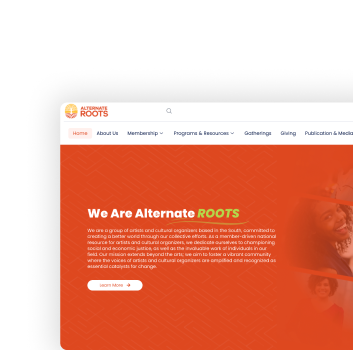 ALTERNATE
ROOTS
Home About Us Membership Programs & Resources Gatherings Giving Publication & Media
We Are Alternate ROOTS
We are a group of artists and cultural organizers based in the South, committed to
creating a better world through our collective efforts. As a member-driven national
resource for artists and cultural organizers, we dedicate ourselves to championing
social and economic justice, as well as the invaluable work of individuals in our
field. Our mission extends beyond the arts; we aim to foster a vibrant community
where the voices of artists and cultural organizers are amplified and recognized as
essential catalysts for change.
Learn More